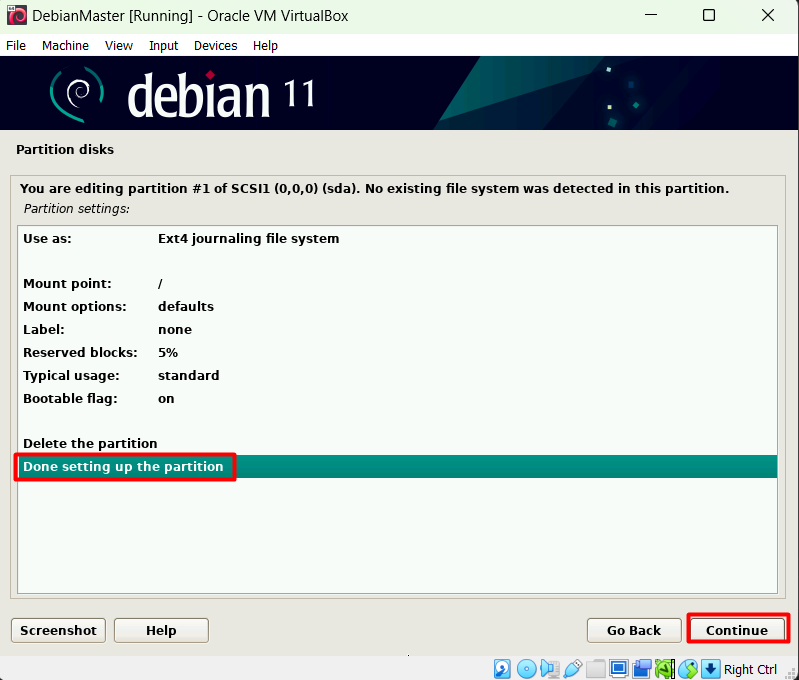 DebianMaster [Running] - Oracle VM VirtualBox
File Machine View Input Devices Help
debian 11
Partition disks
You are editing partition #1 of SCSI1 (0,0,0) (sda). No existing file system was detected in this partition.
Partition settings:
Use as: Ext4 journaling file system
Mount point: /
Mount options: defaults
Label: none
Reserved blocks: 5%
Typical usage: standard
Bootable flag: on
Delete the partition
Done setting up the partition
Screenshot Help Go Back Continue
Right Ctrl